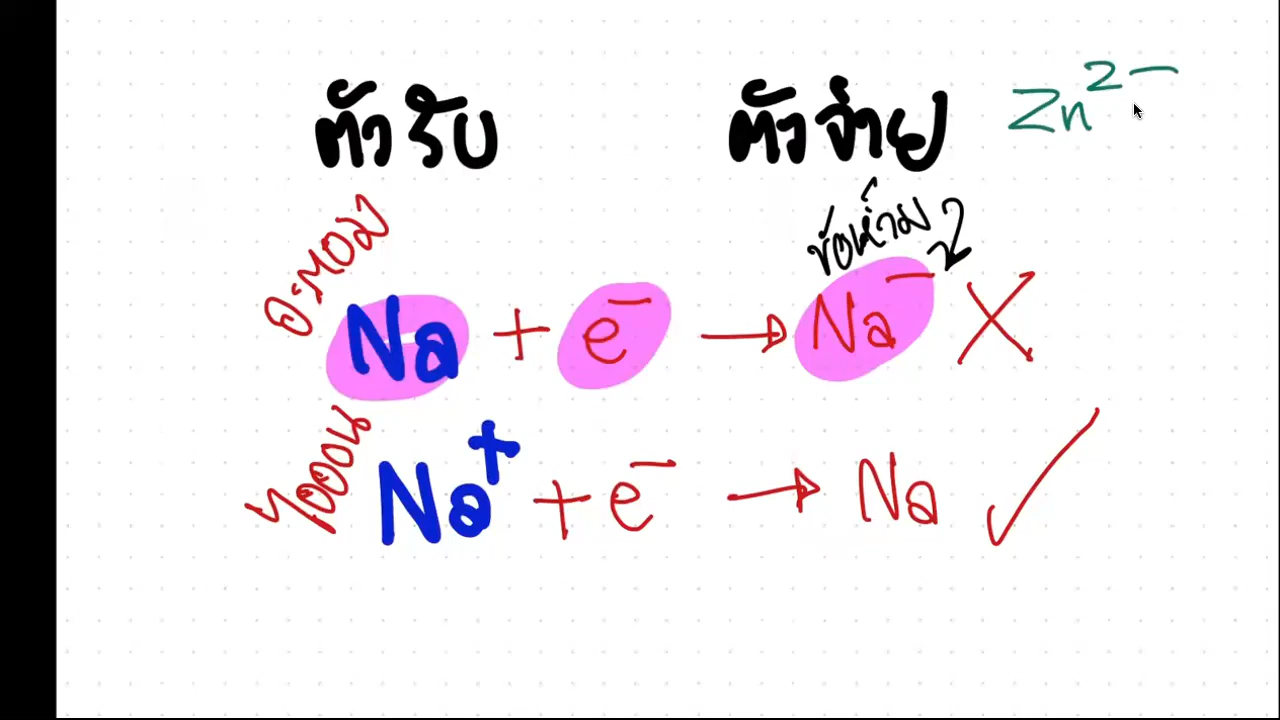 ตัวรับ ตัวจ่าย Zn²⁻
ข้อห้าม 2
อะตอม Na + e⁻ → Na⁻ ✗
ไอออน Na⁺ + e⁻ → Na ✓